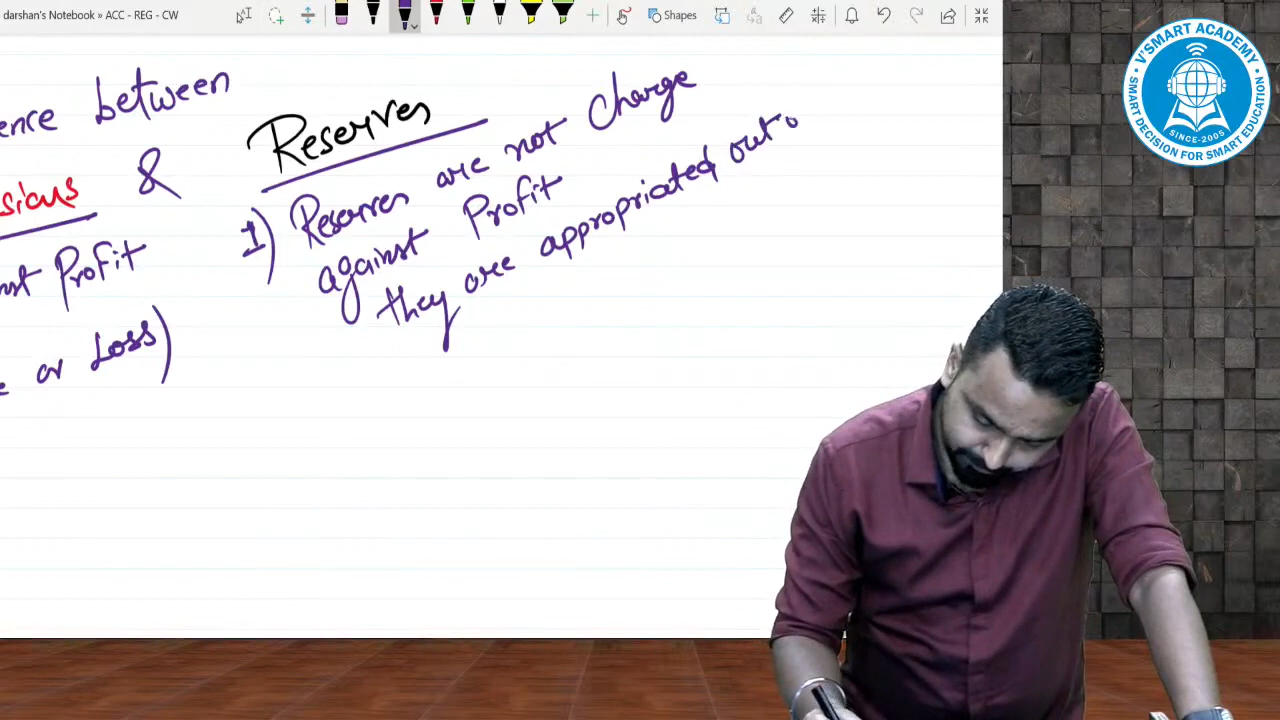 darshan's Notebook » ACC - REG - CW
Shapes
V'SMART ACADEMY
SINCE-2005
SMART DECISION FOR SMART EDUCATION
ence between
sions & Reserves
nst Profit
e or Loss)
1) Reserves are not charge
against Profit
they are appropriated out o